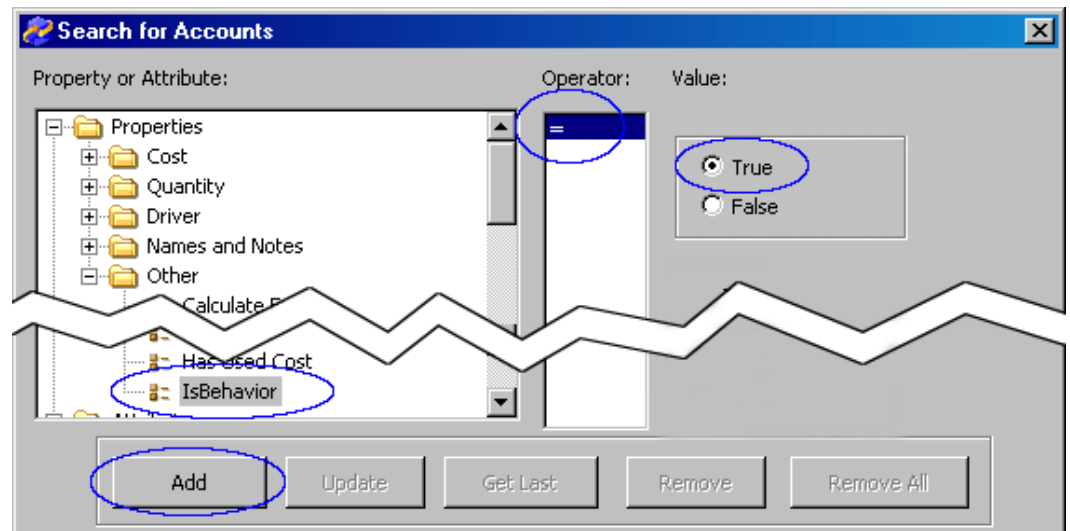 Search for Accounts
Property or Attribute:
Operator:
Value:
Properties
=
Cost
True
Quantity
Driver
False
Names and Notes
Other
Calculate
Has Used Cost
IsBehavior
Add
Update
Get Last
Remove
Remove All